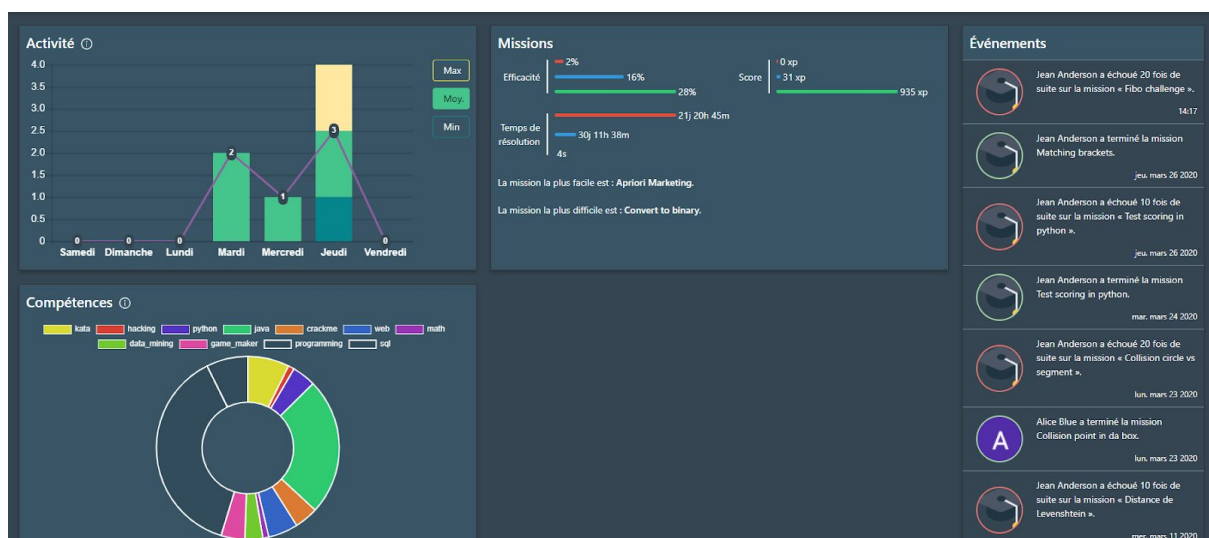 Activité
4.0
3.5
3.0
2.5
2.0
1.5
1.0
0.5
0
0
0
0
2
1
3
0
Samedi Dimanche Lundi Mardi Mercredi Jeudi Vendredi
Max
Moy.
Min
Missions
Efficacité
2%
16%
28%
Score
0 xp
31 xp
935 xp
Temps de
résolution
21j 20h 45m
30j 11h 38m
4s
La mission la plus facile est : Apriori Marketing.
La mission la plus difficile est : Convert to binary.
Compétences
kata hacking python java crackme web math
data_mining game_maker programming sql
Événements
Jean Anderson a échoué 20 fois de
suite sur la mission « Fibo challenge ».
14:17
Jean Anderson a terminé la mission
Matching brackets.
jeu. mars 26 2020
Jean Anderson a échoué 10 fois de
suite sur la mission « Test scoring in
python ».
jeu. mars 26 2020
Jean Anderson a terminé la mission
Test scoring in python.
mar. mars 24 2020
Jean Anderson a échoué 20 fois de
suite sur la mission « Collision circle vs
segment ».
lun. mars 23 2020
A
Alice Blue a terminé la mission
Collision point in da box.
lun. mars 23 2020
Jean Anderson a échoué 10 fois de
suite sur la mission « Distance de
Levenshtein ».
mer. mars 11 2020